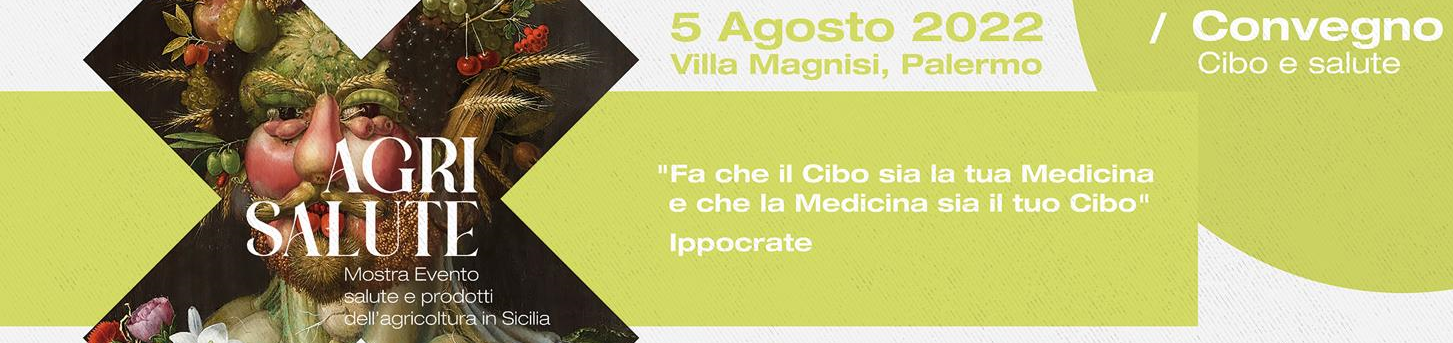 AGRI
SALUTE
Mostra Evento
salute e prodotti
dell'agricoltura in Sicilia
5 Agosto 2022
Villa Magnisi, Palermo
"Fa che il Cibo sia la tua Medicina
e che la Medicina sia il tuo Cibo"
Ippocrate
/ Convegno
Cibo e salute